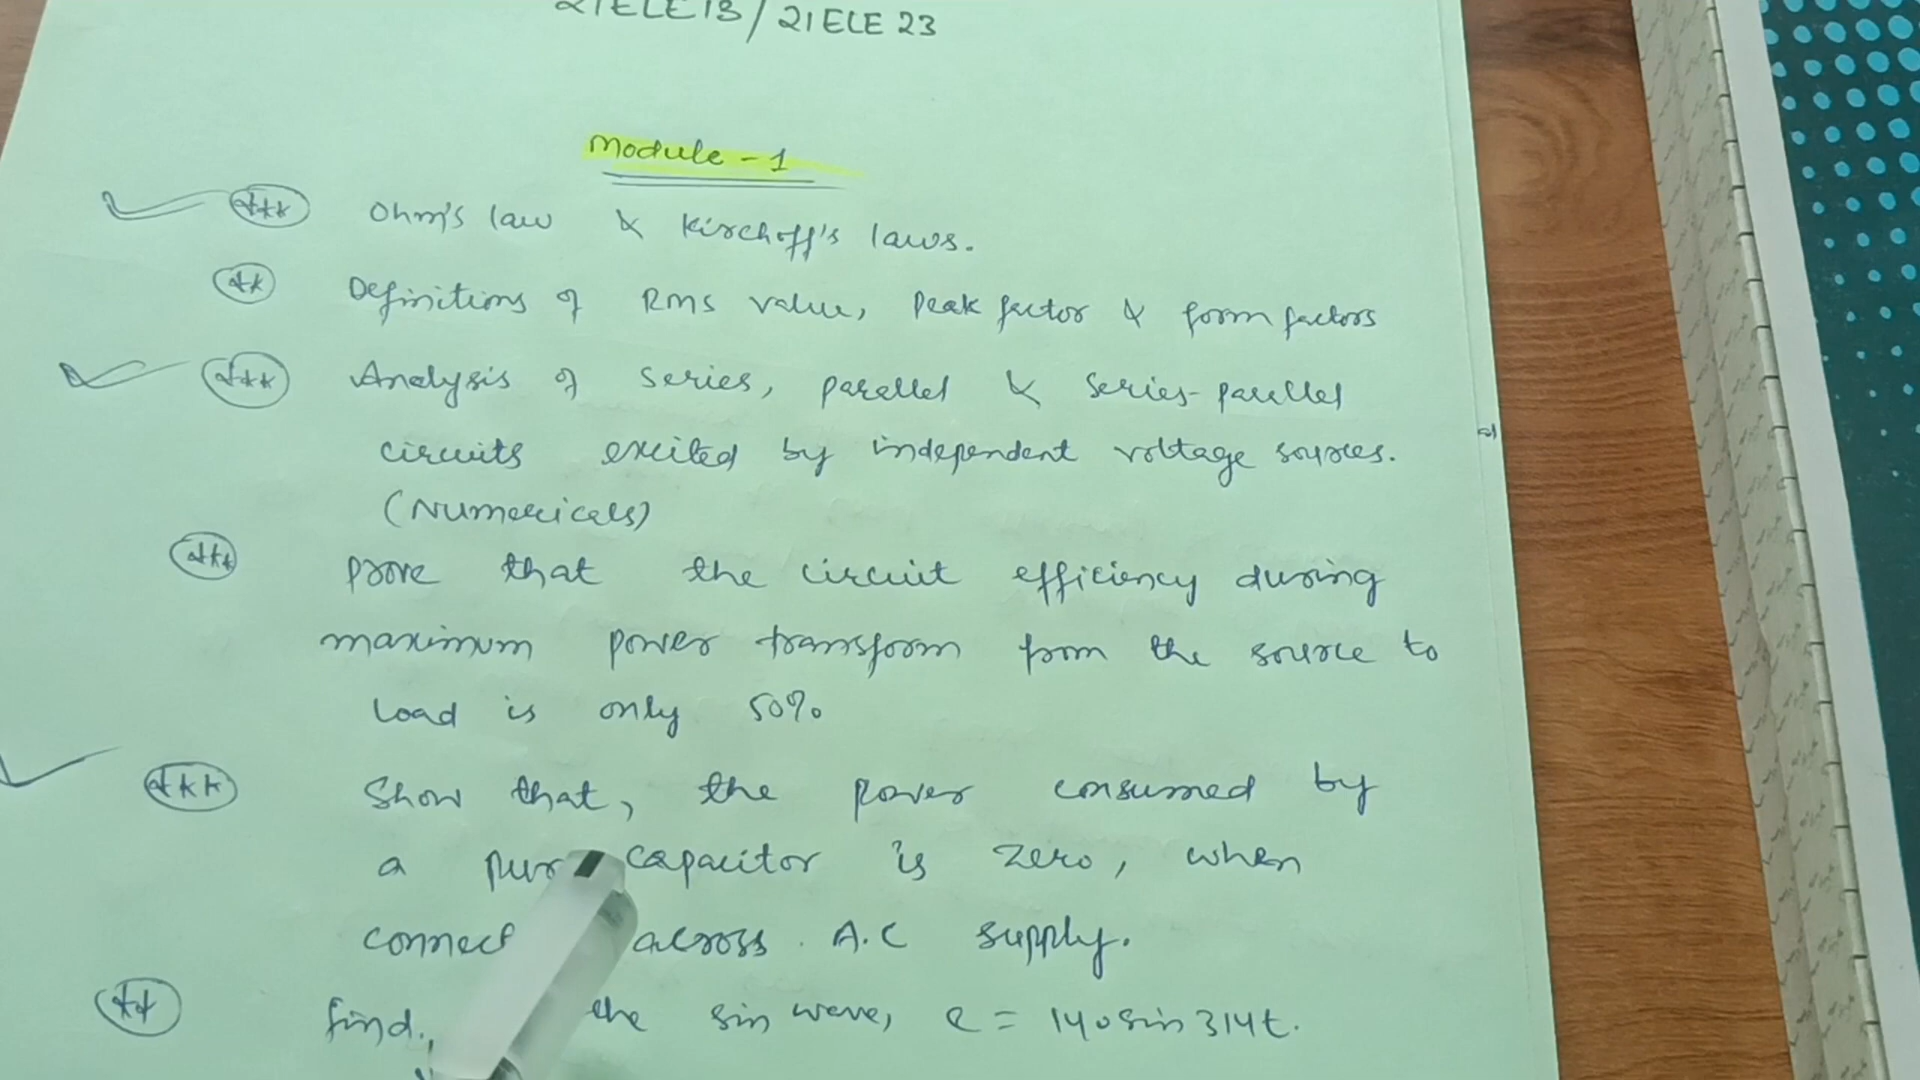 21ELE13/21ELE23
Module-1
*** Ohm's law & Kirchoff's laws.
** Definitions of RMS value, Peak factor & form factors
*** Analysis of series, parallel & series-parallel
circuits excited by independent voltage sources.
(Numericals)
*** Prove that the circuit efficiency during
maximum power transform from the source to
Load is only 50%
*** Show that, the power consumed by
a pure capacitor is zero, when
connect across A.C supply.
** find, the sin wave, e = 140sin314t.